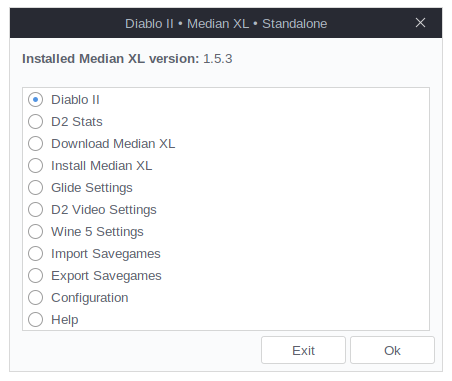 Diablo II • Median XL • Standalone
Installed Median XL version: 1.5.3
Diablo II
D2 Stats
Download Median XL
Install Median XL
Glide Settings
D2 Video Settings
Wine 5 Settings
Import Savegames
Export Savegames
Configuration
Help
Exit Ok